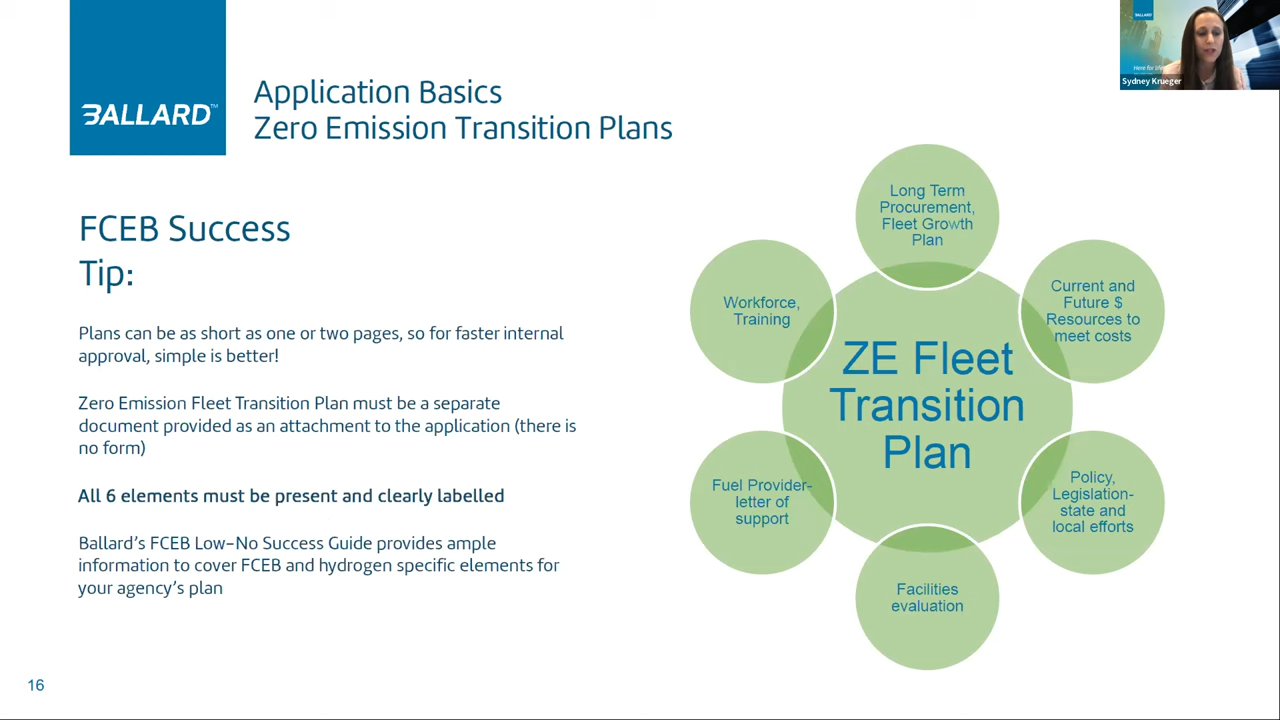 BALLARD™
Application Basics
Zero Emission Transition Plans
BALLARD
Here for life
Sydney Krueger
FCEB Success
Tip:
Plans can be as short as one or two pages, so for faster internal
approval, simple is better!
Zero Emission Fleet Transition Plan must be a separate
document provided as an attachment to the application (there is
no form)
All 6 elements must be present and clearly labelled
Ballard’s FCEB Low-No Success Guide provides ample
information to cover FCEB and hydrogen specific elements for
your agency’s plan
Long Term
Procurement,
Fleet Growth
Plan
Current and
Future $
Resources to
meet costs
Policy,
Legislation-
state and
local efforts
Facilities
evaluation
Fuel Provider-
letter of
support
Workforce,
Training
ZE Fleet
Transition
Plan
16